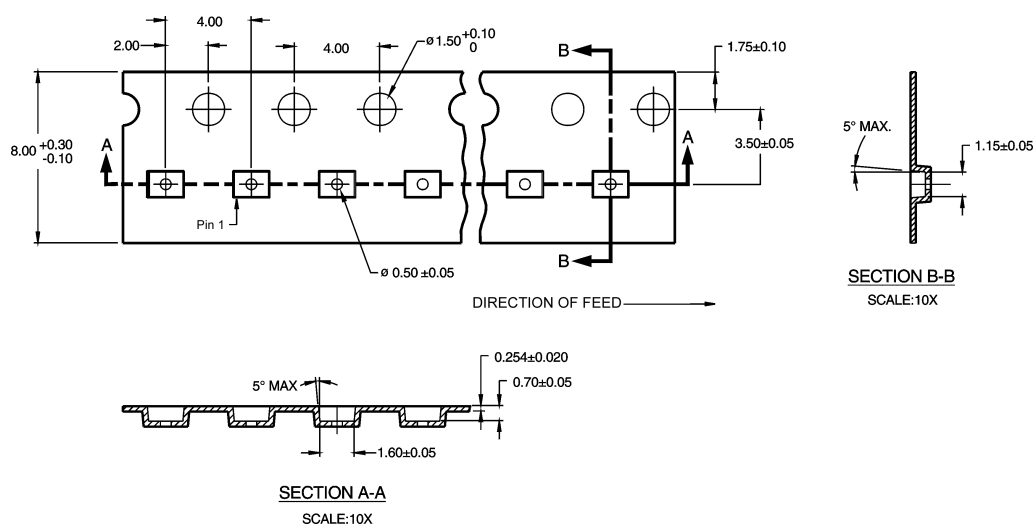 4.00
2.00
4.00
ø1.50 +0.10
0
B
1.75±0.10
8.00 +0.30
-0.10
A
A
3.50±0.05
5° MAX.
1.15±0.05
Pin 1
B
ø 0.50 ±0.05
DIRECTION OF FEED
SECTION B-B
SCALE:10X
0.254±0.020
5° MAX
0.70±0.05
1.60±0.05
SECTION A-A
SCALE:10X